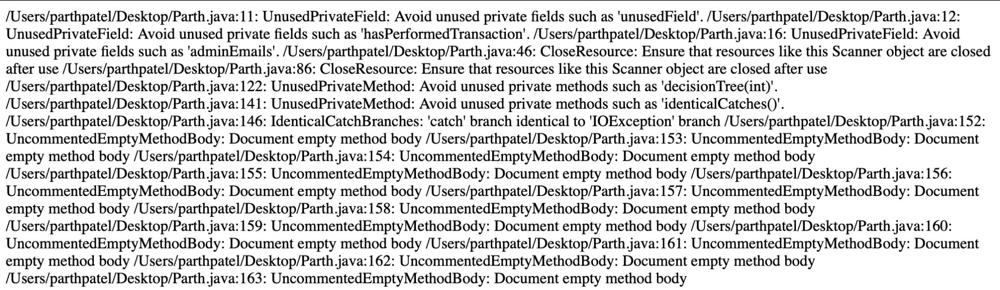 /Users/parthpatel/Desktop/Parth.java:11: UnusedPrivateField: Avoid unused private fields such as 'unusedField'. /Users/parthpatel/Desktop/Parth.java:12:
UnusedPrivateField: Avoid unused private fields such as 'hasPerformedTransaction'. /Users/parthpatel/Desktop/Parth.java:16: UnusedPrivateField: Avoid
unused private fields such as 'adminEmails'. /Users/parthpatel/Desktop/Parth.java:46: CloseResource: Ensure that resources like this Scanner object are closed
after use /Users/parthpatel/Desktop/Parth.java:86: CloseResource: Ensure that resources like this Scanner object are closed after use
/Users/parthpatel/Desktop/Parth.java:122: UnusedPrivateMethod: Avoid unused private methods such as 'decisionTree(int)'.
/Users/parthpatel/Desktop/Parth.java:141: UnusedPrivateMethod: Avoid unused private methods such as 'identicalCatches()'.
/Users/parthpatel/Desktop/Parth.java:146: IdenticalCatchBranches: 'catch' branch identical to 'IOException' branch /Users/parthpatel/Desktop/Parth.java:152:
UncommentedEmptyMethodBody: Document empty method body /Users/parthpatel/Desktop/Parth.java:153: UncommentedEmptyMethodBody: Document
empty method body /Users/parthpatel/Desktop/Parth.java:154: UncommentedEmptyMethodBody: Document empty method body
/Users/parthpatel/Desktop/Parth.java:155: UncommentedEmptyMethodBody: Document empty method body /Users/parthpatel/Desktop/Parth.java:156:
UncommentedEmptyMethodBody: Document empty method body /Users/parthpatel/Desktop/Parth.java:157: UncommentedEmptyMethodBody: Document
empty method body /Users/parthpatel/Desktop/Parth.java:158: UncommentedEmptyMethodBody: Document empty method body
/Users/parthpatel/Desktop/Parth.java:159: UncommentedEmptyMethodBody: Document empty method body /Users/parthpatel/Desktop/Parth.java:160:
UncommentedEmptyMethodBody: Document empty method body /Users/parthpatel/Desktop/Parth.java:161: UncommentedEmptyMethodBody: Document
empty method body /Users/parthpatel/Desktop/Parth.java:162: UncommentedEmptyMethodBody: Document empty method body
/Users/parthpatel/Desktop/Parth.java:163: UncommentedEmptyMethodBody: Document empty method body